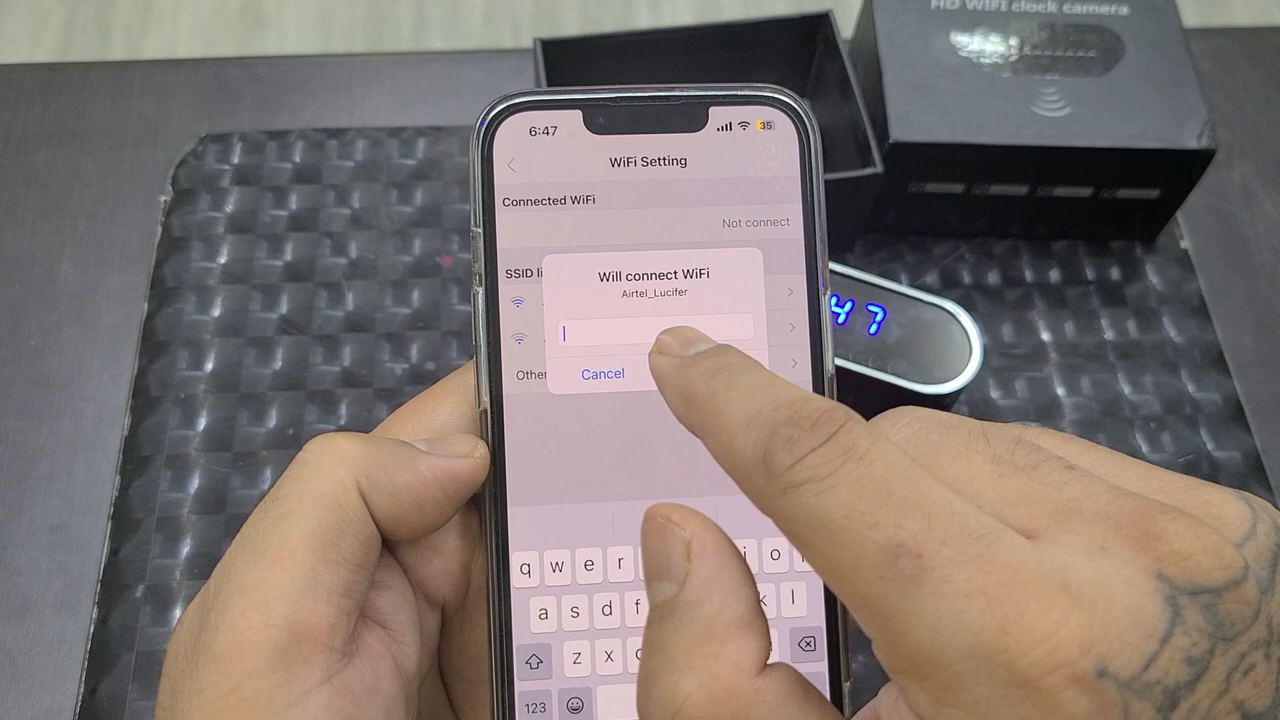 HD WIFI clock camera
6:47
35
WiFi Setting
Connected WiFi
Not connect
SSID li
Will connect WiFi
Airtel_Lucifer
Cancel
Other
47
q w e r i o
a s d f k l
z x
123